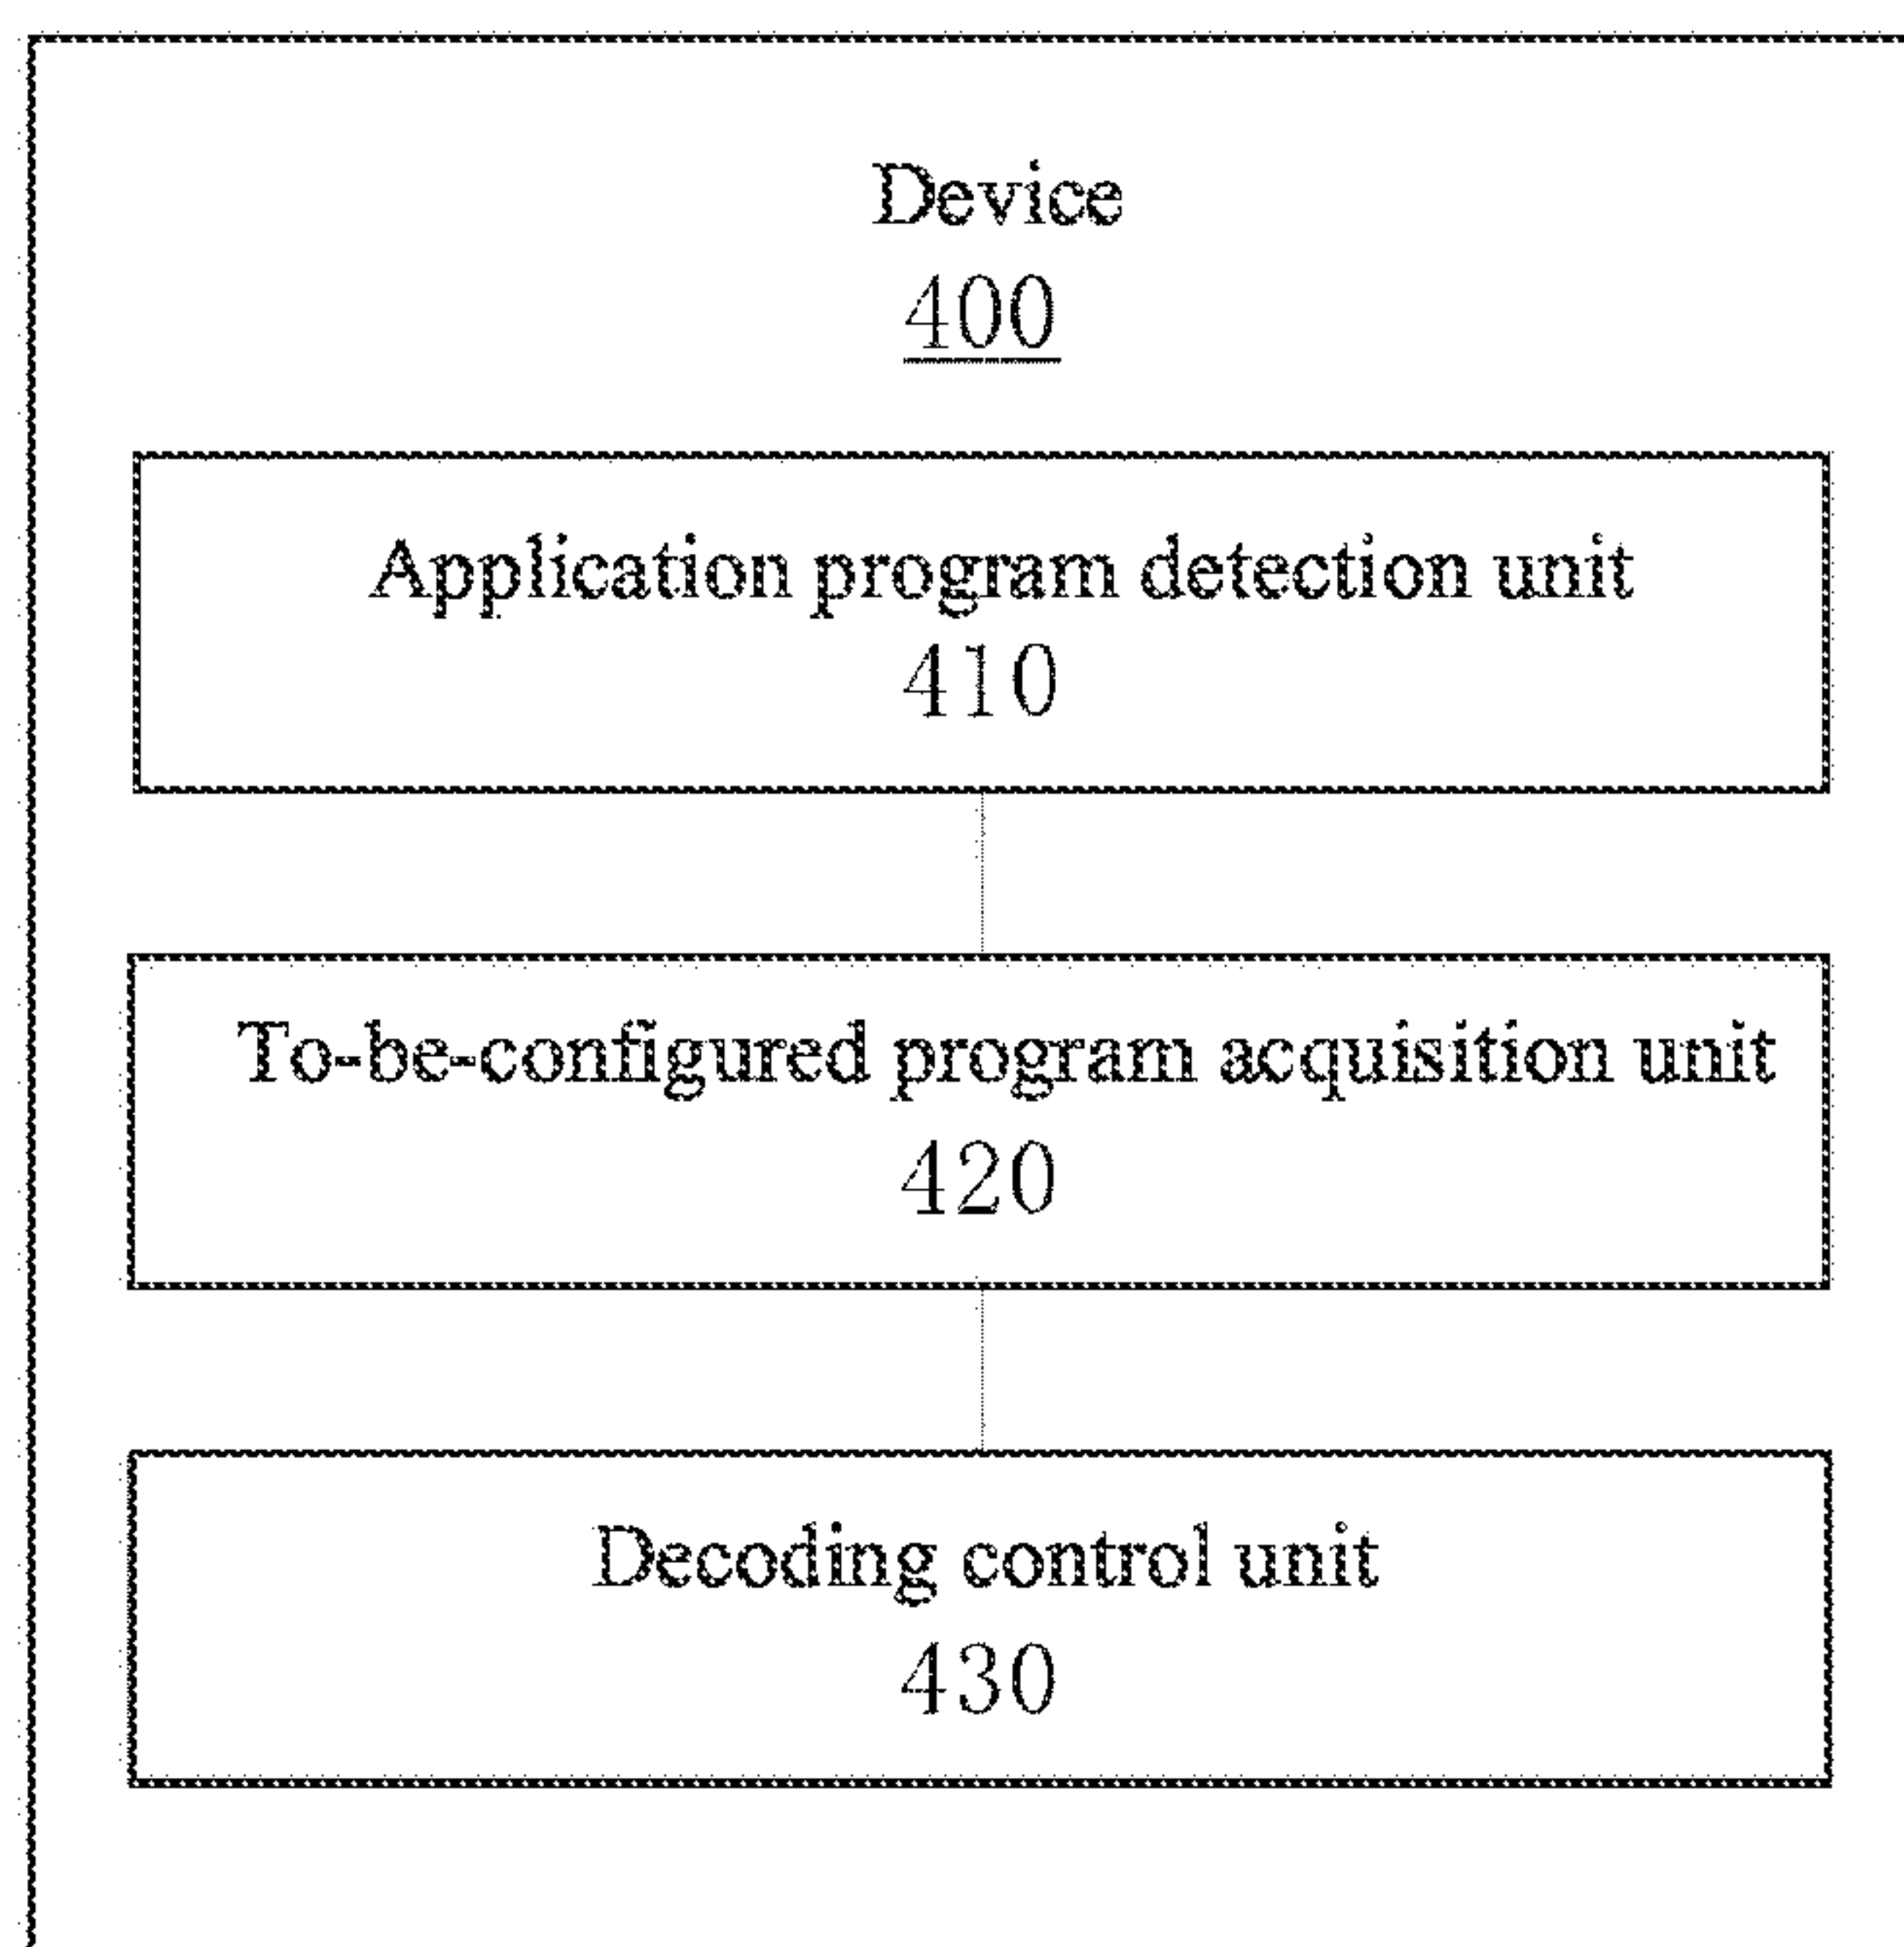 Device
400
Application program detection unit
410
To-be-configured program acquisition unit
420
Decoding control unit
430